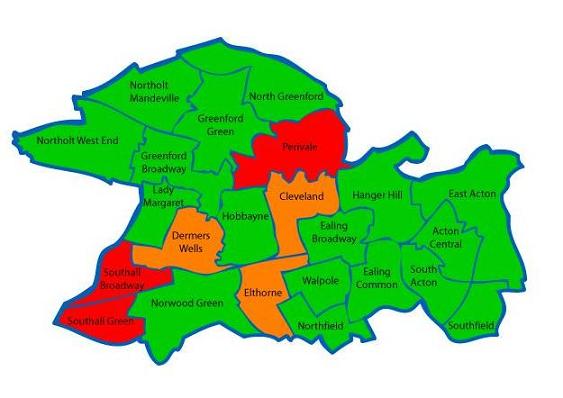 Northolt
Mandeville
North Greenford
Greenford
Green
Northolt West End
Perivale
Greenford
Broadway
Lady
Margaret
Cleveland
Hanger Hill
East Acton
Hobbayne
Dermers
Wells
Ealing
Broadway
Acton
Central
Southall
Broadway
Elthorne
Walpole
Ealing
Common
South
Acton
Norwood Green
Southall Green
Northfield
Southfield